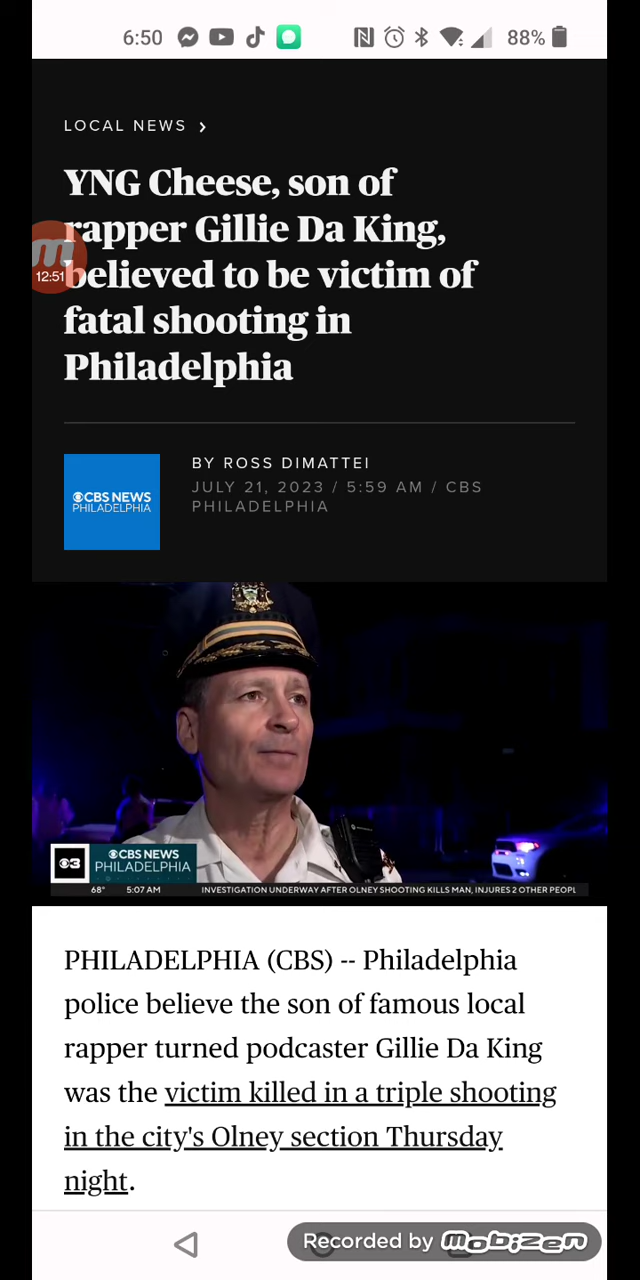 6:50
88%
LOCAL NEWS
YNG Cheese, son of
rapper Gillie Da King,
12:51
believed to be victim of
fatal shooting in
Philadelphia
CBS NEWS
PHILADELPHIA
BY ROSS DIMATTEI
JULY 21, 2023 / 5:59 AM / CBS
PHILADELPHIA
3
CBS NEWS
PHILADELPHIA
68° 5:07 AM INVESTIGATION UNDERWAY AFTER OLNEY SHOOTING KILLS MAN, INJURES 2 OTHER PEOPL
PHILADELPHIA (CBS) -- Philadelphia
police believe the son of famous local
rapper turned podcaster Gillie Da King
was the victim killed in a triple shooting
in the city's Olney section Thursday
night.
Recorded by Mobizen